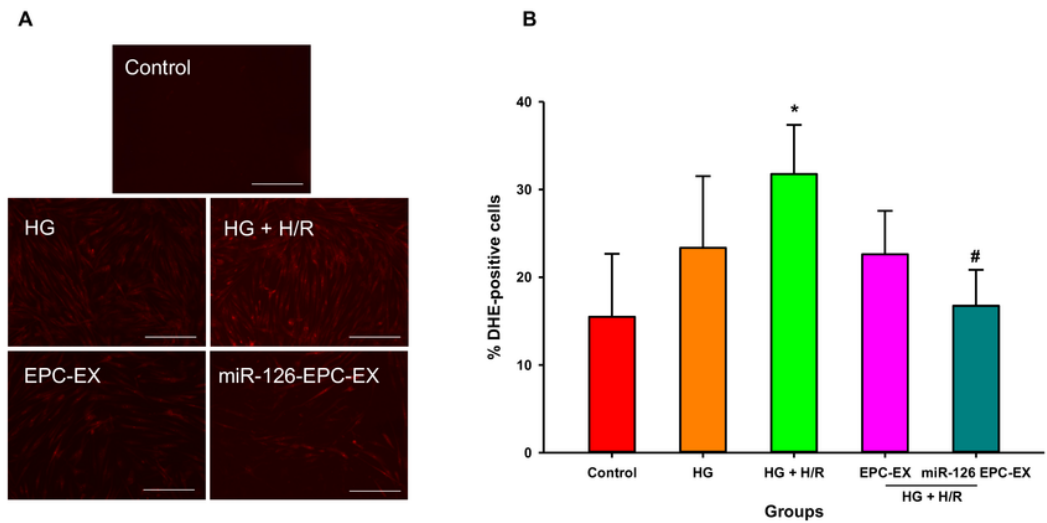 A
Control
HG
HG + H/R
EPC-EX
miR-126-EPC-EX
B
% DHE-positive cells
40
30
20
10
0
*
#
Control HG HG + H/R EPC-EX miR-126 EPC-EX
HG + H/R
Groups